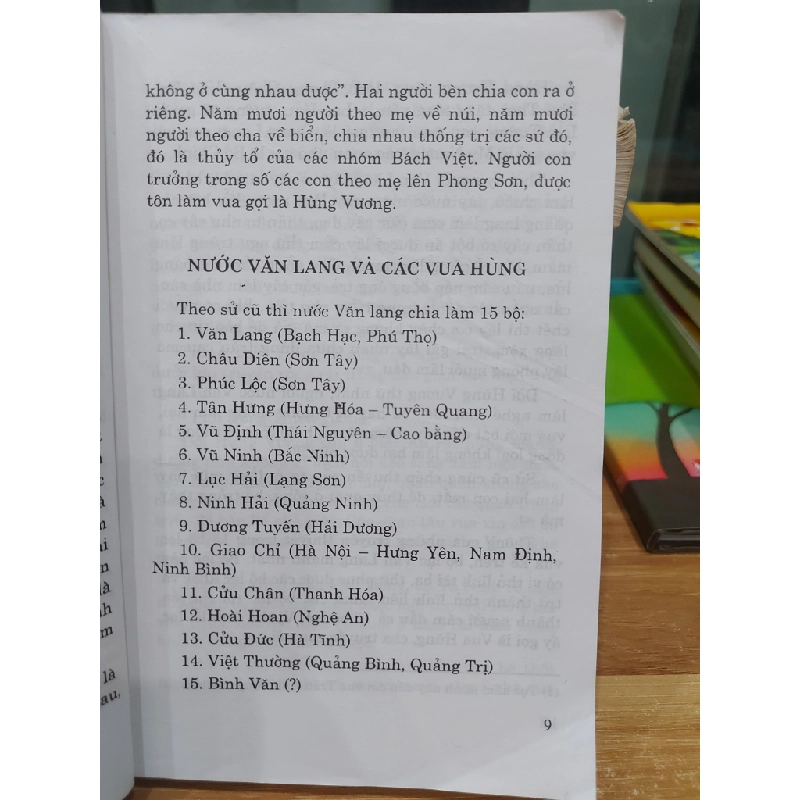 không ở cùng nhau được”. Hai người bèn chia con ra ở
riêng. Năm mươi người theo mẹ về núi, năm mươi
người theo cha về biển, chia nhau thống trị các sứ đó,
đó là thủy tổ của các nhóm Bách Việt. Người con
trưởng trong số các con theo mẹ lên Phong Sơn, được
tôn làm vua gọi là Hùng Vương.
NƯỚC VĂN LANG VÀ CÁC VUA HÙNG
Theo sử cũ thì nước Văn lang chia làm 15 bộ:
1. Văn Lang (Bạch Hạc, Phú Thọ)
2. Châu Diên (Sơn Tây)
3. Phúc Lộc (Sơn Tây)
4. Tân Hưng (Hưng Hóa – Tuyên Quang)
5. Vũ Định (Thái Nguyên – Cao bằng)
6. Vũ Ninh (Bắc Ninh)
7. Lục Hải (Lạng Sơn)
8. Ninh Hải (Quảng Ninh)
9. Dương Tuyến (Hải Dương)
10. Giao Chỉ (Hà Nội – Hưng Yên, Nam Định,
Ninh Bình)
11. Cửu Chân (Thanh Hóa)
12. Hoài Hoan (Nghệ An)
13. Cửu Đức (Hà Tĩnh)
14. Việt Thường (Quảng Bình, Quảng Trị)
15. Bình Văn (?)
9